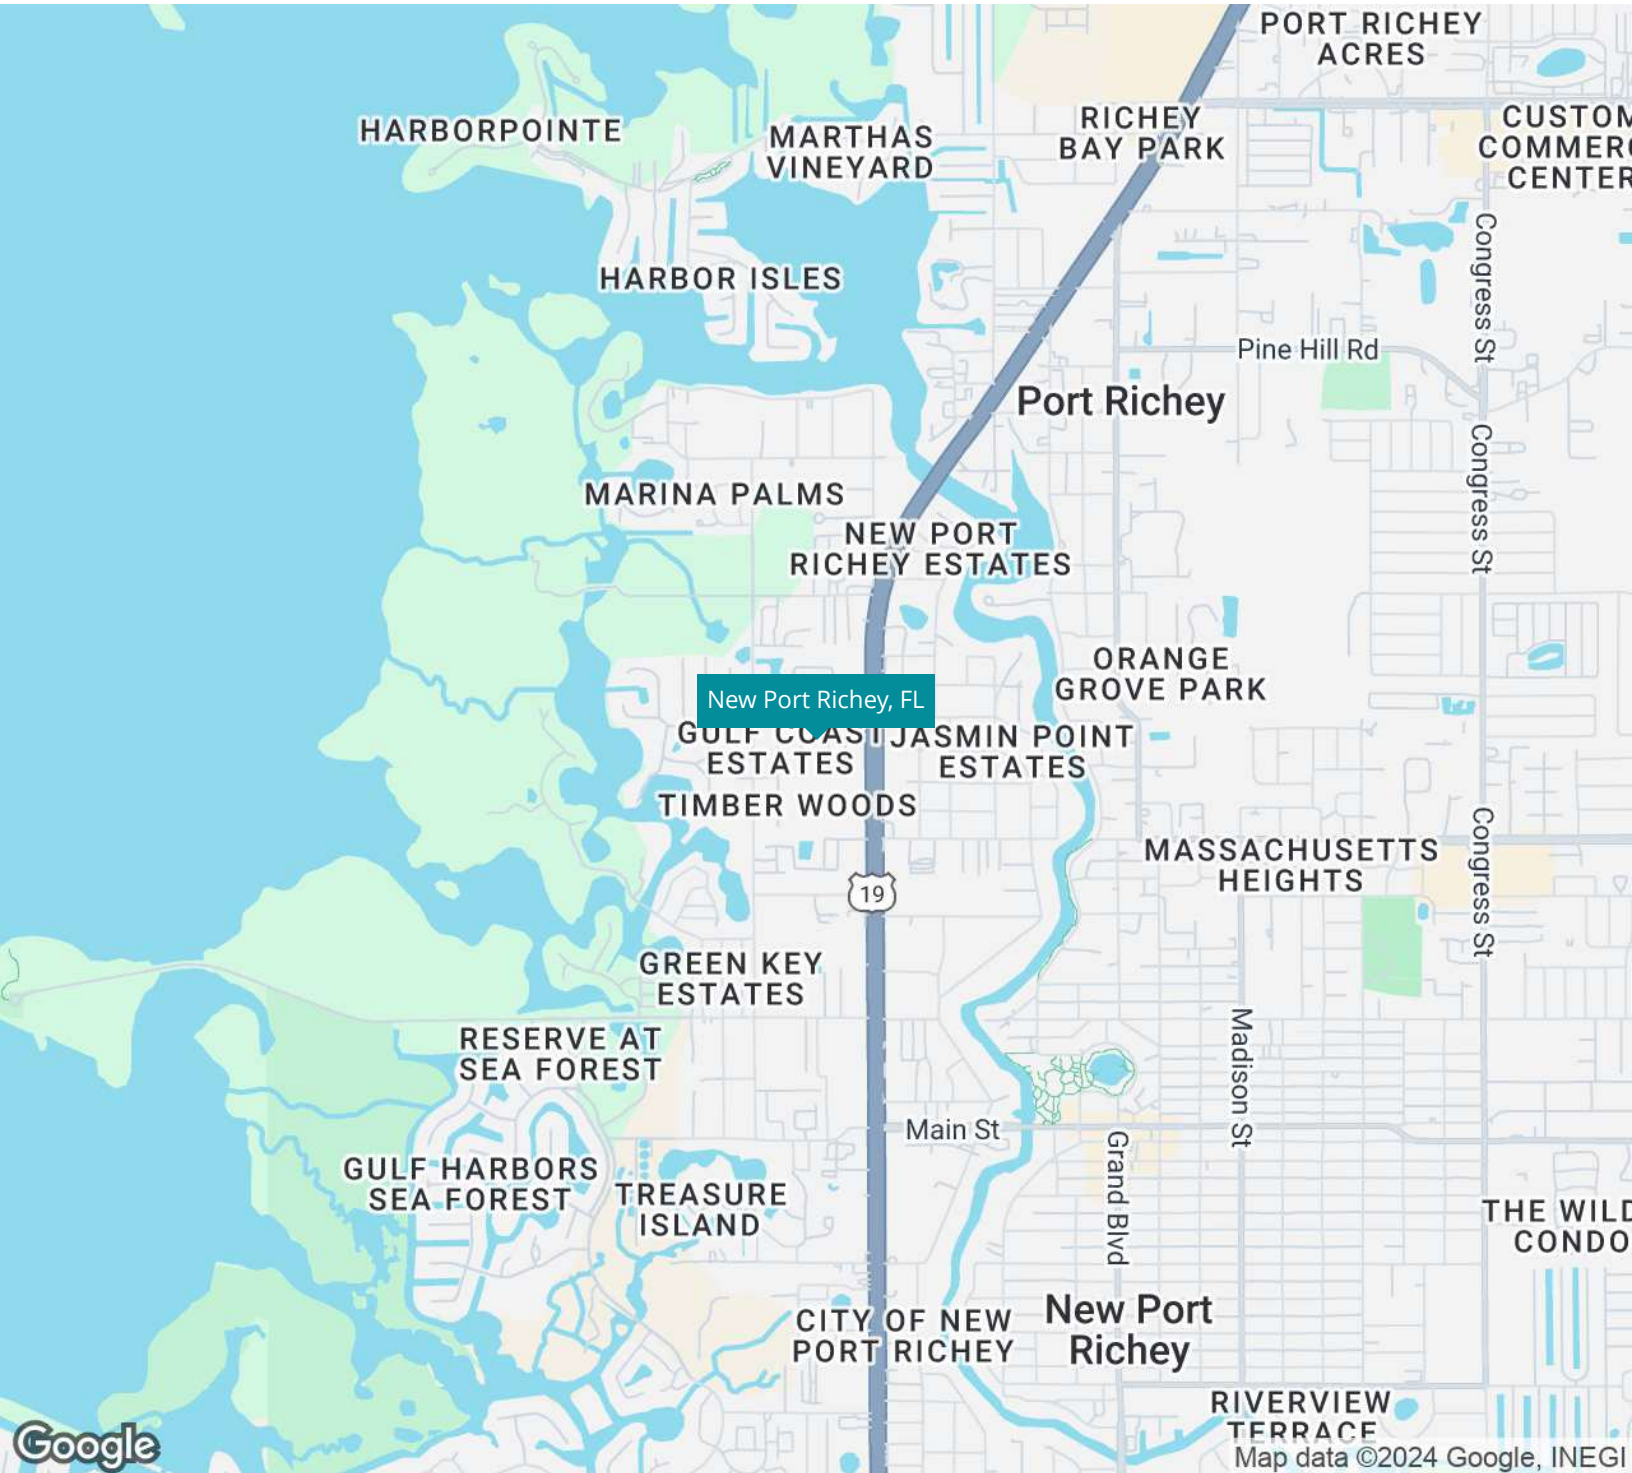 PORT RICHEY
ACRES
HARBORPOINTE
MARTHAS
VINEYARD
RICHEY
BAY PARK
CUSTOM
COMMERC
CENTER
Congress St
HARBOR ISLES
Pine Hill Rd
Port Richey
Congress St
MARINA PALMS
NEW PORT
RICHEY ESTATES
ORANGE
GROVE PARK
New Port Richey, FL
GULF COAST
ESTATES
JASMIN POINT
ESTATES
TIMBER WOODS
MASSACHUSETTS
HEIGHTS
Congress St
19
GREEN KEY
ESTATES
RESERVE AT
SEA FOREST
Madison St
Main St
Grand Blvd
GULF HARBORS
SEA FOREST
TREASURE
ISLAND
THE WILD
CONDO
CITY OF NEW
PORT RICHEY
New Port
Richey
RIVERVIEW
TERRACE
Google
Map data ©2024 Google, INEGI